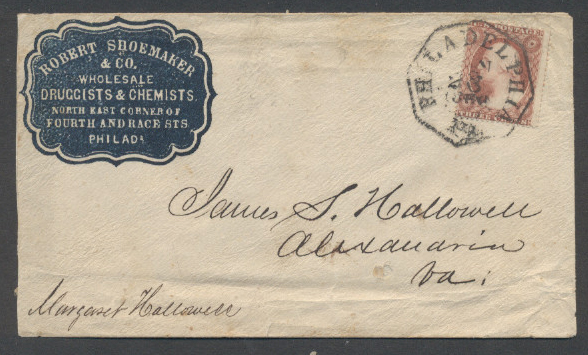 ROBERT SHOEMAKER
& CO.
WHOLESALE
DRUGGISTS & CHEMISTS.
NORTH EAST CORNER OF
FOURTH AND RACE STS.
PHILADA
PHILADELPHIA
James S. Hallowell
Alexandria
Va.
Margaret Hallowell